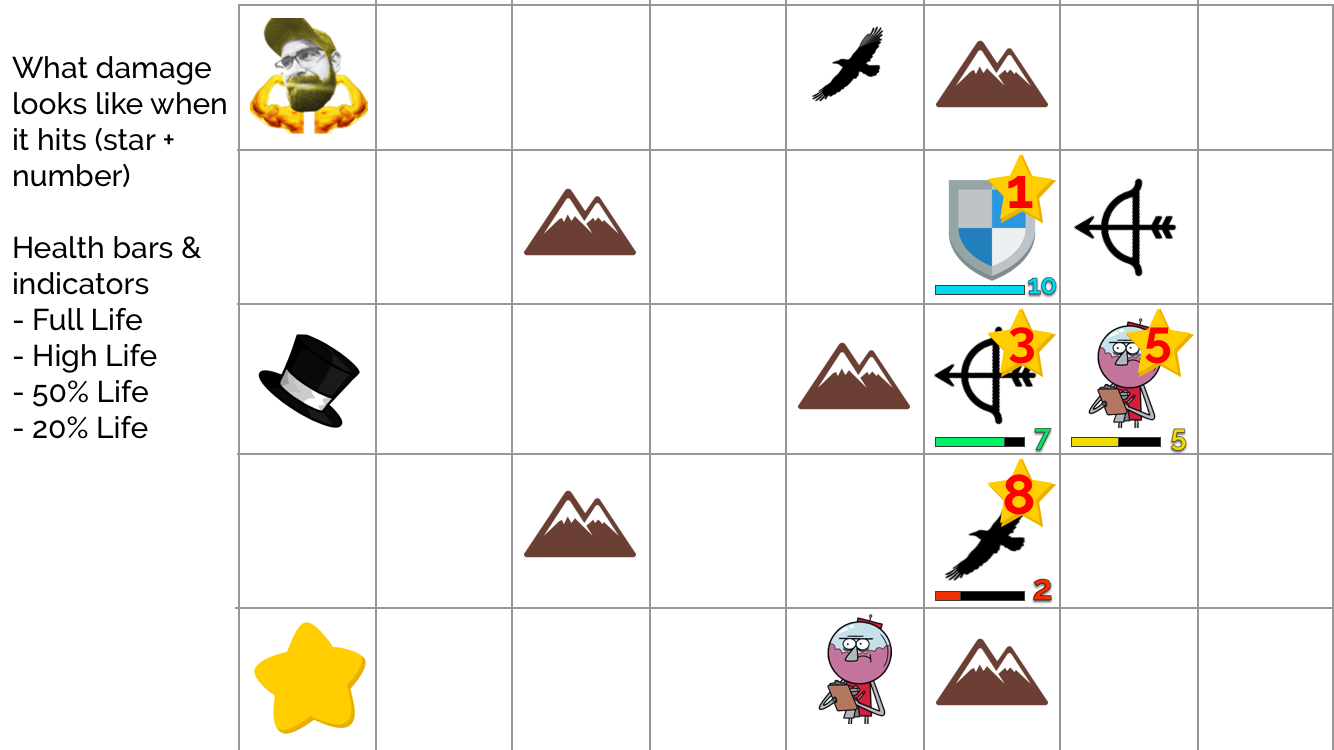 What damage
looks like when
it hits (star +
number)
Health bars &
indicators
- Full Life
- High Life
- 50% Life
- 20% Life
1
10
3
5
7
5
8
2